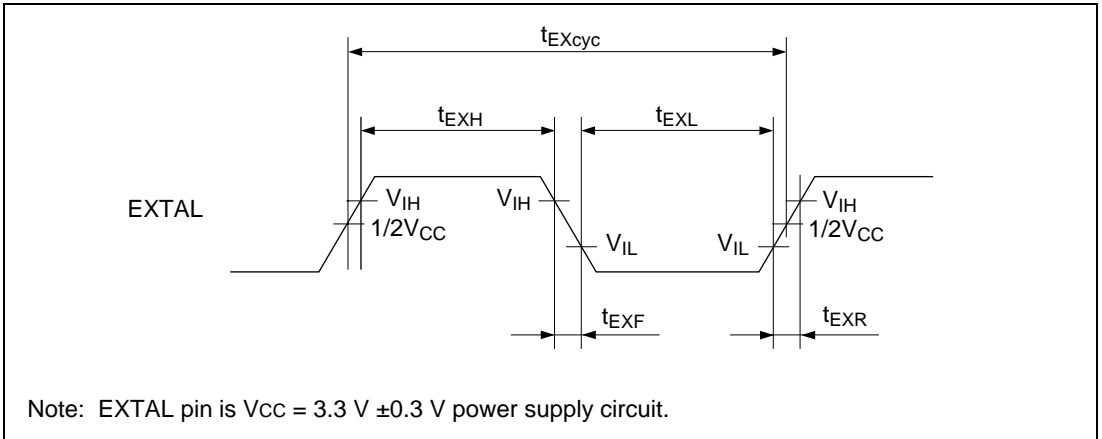 tEXcyc
tEXH tEXL
EXTAL
VIH VIH VIH
1/2VCC 1/2VCC
VIL VIL
tEXF tEXR
Note: EXTAL pin is VCC = 3.3 V ±0.3 V power supply circuit.